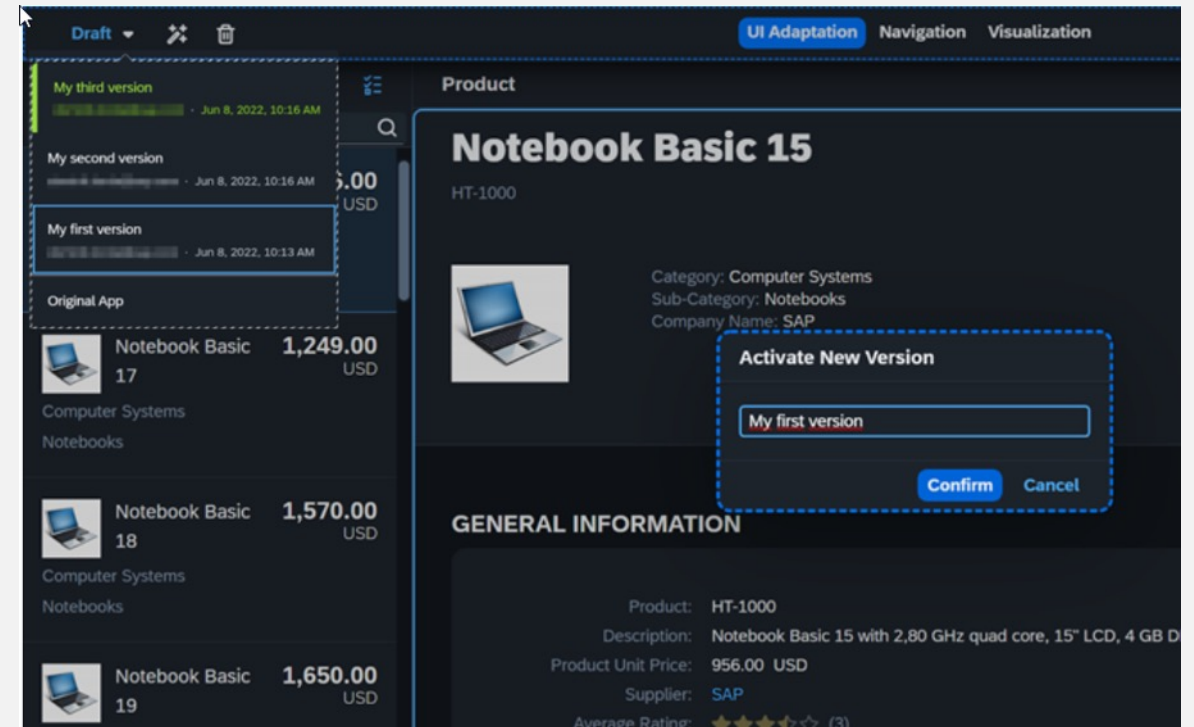 Draft
UI Adaptation Navigation Visualization
My third version
· Jun 8, 2022, 10:16 AM
My second version
· Jun 8, 2022, 10:16 AM
My first version
· Jun 8, 2022, 10:13 AM
Original App
.00
USD
Notebook Basic 1,249.00
17 USD
Computer Systems
Notebooks
Notebook Basic 1,570.00
18 USD
Computer Systems
Notebooks
Notebook Basic 1,650.00
19 USD
Product
Notebook Basic 15
HT-1000
Category: Computer Systems
Sub-Category: Notebooks
Company Name: SAP
Activate New Version
My first version
Confirm Cancel
GENERAL INFORMATION
Product: HT-1000
Description: Notebook Basic 15 with 2,80 GHz quad core, 15" LCD, 4 GB D
Product Unit Price: 956.00 USD
Supplier: SAP
Average Rating: (3)